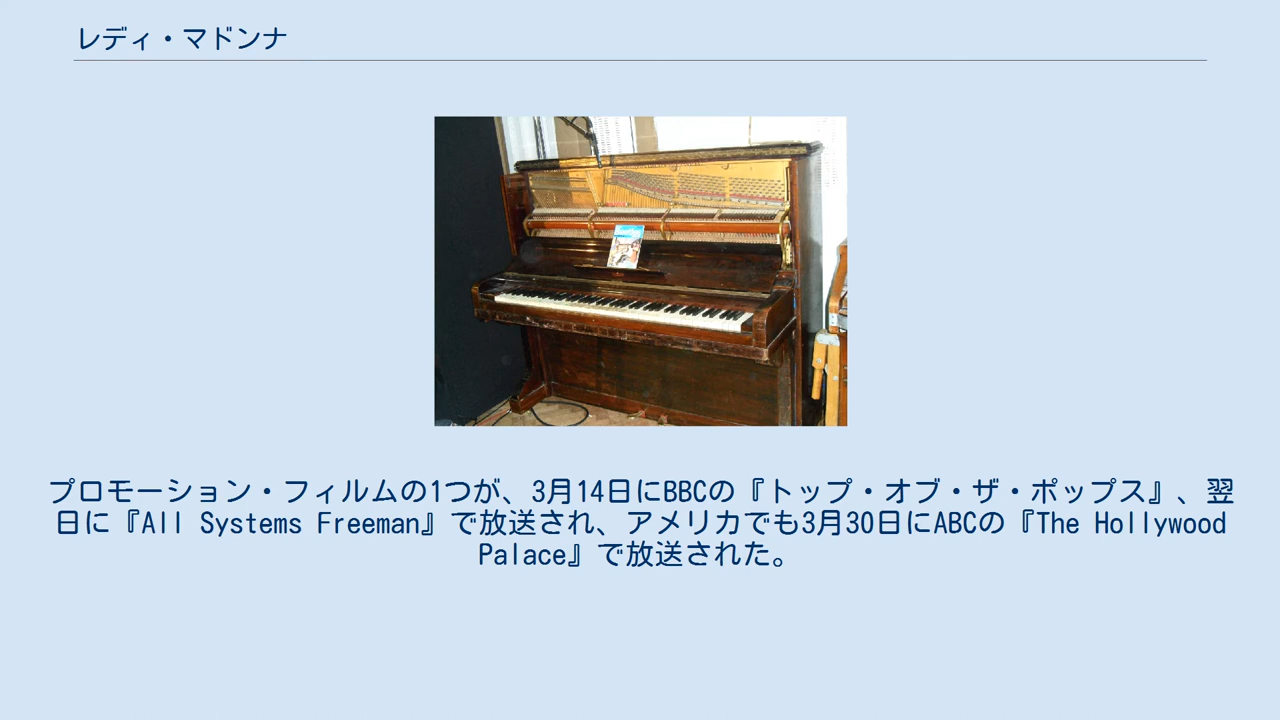 レディ・マドンナ
プロモーション・フィルムの1つが、3月14日にBBCの『トップ・オブ・ザ・ポップス』、翌
日に『All Systems Freeman』で放送され、アメリカでも3月30日にABCの『The Hollywood
Palace』で放送された。